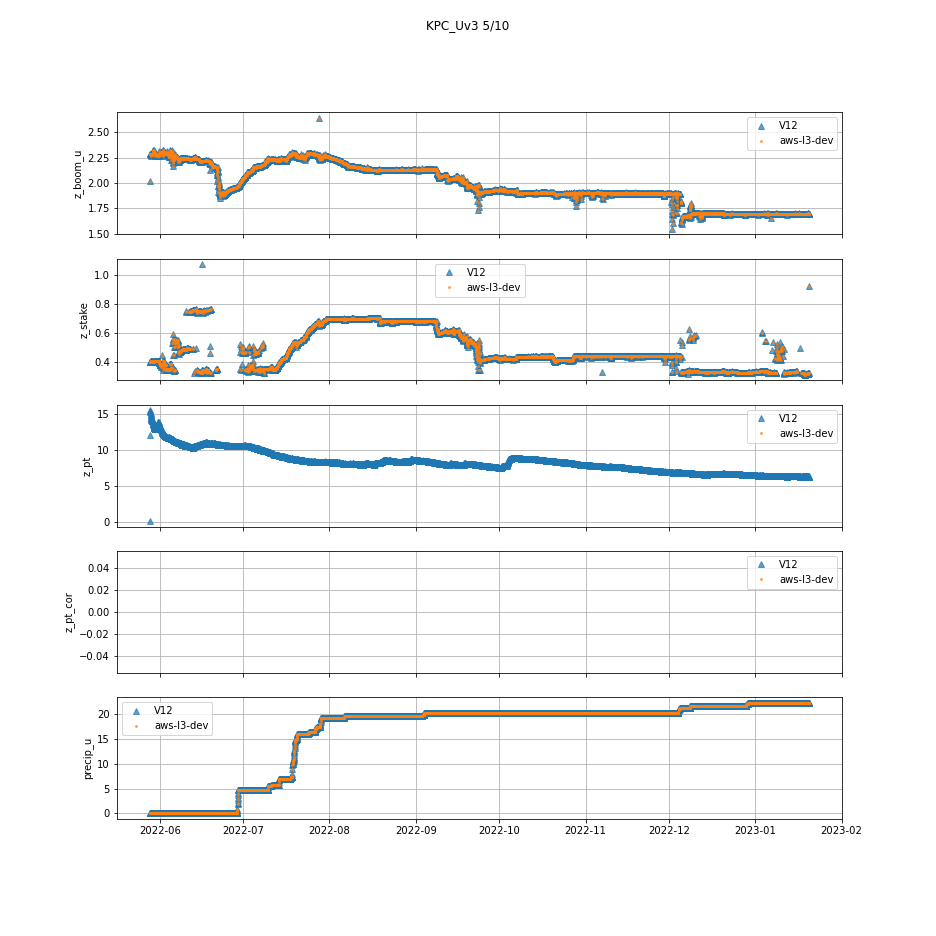 KPC_Uv3 5/10
z_boom_u
2.50
2.25
2.00
1.75
1.50
V12
aws-l3-dev
z_stake
1.0
0.8
0.6
0.4
V12
aws-l3-dev
z_pt
15
10
5
0
V12
aws-l3-dev
z_pt_cor
0.04
0.02
0.00
−0.02
−0.04
V12
aws-l3-dev
precip_u
20
15
10
5
0
V12
aws-l3-dev
2022-06 2022-07 2022-08 2022-09 2022-10 2022-11 2022-12 2023-01 2023-02